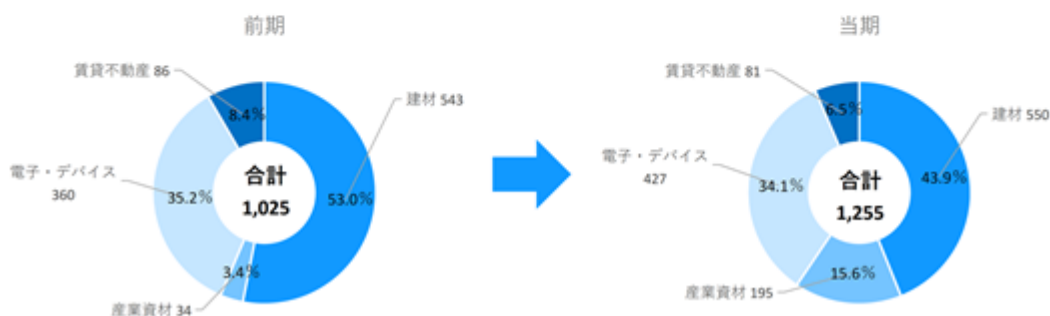 前期
賃貸不動産 86
8.4%
建材 543
53.0%
電子・デバイス
360
35.2%
合計
1,025
3.4%
産業資材 34
当期
賃貸不動産 81
6.5%
建材 550
43.9%
電子・デバイス
427
34.1%
合計
1,255
15.6%
産業資材 195